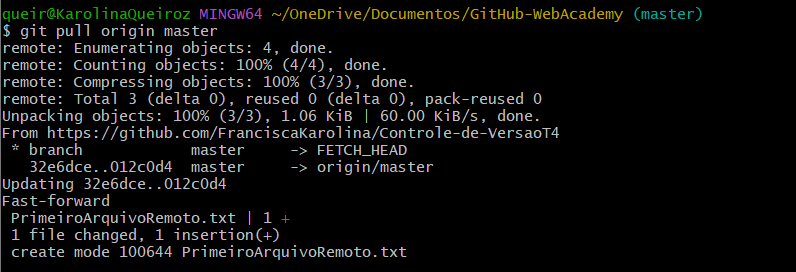 queir@KarolinaQueiroz MINGW64 ~/OneDrive/Documentos/GitHub-WebAcademy (master)
$ git pull origin master
remote: Enumerating objects: 4, done.
remote: Counting objects: 100% (4/4), done.
remote: Compressing objects: 100% (3/3), done.
remote: Total 3 (delta 0), reused 0 (delta 0), pack-reused 0
Unpacking objects: 100% (3/3), 1.06 KiB | 60.00 KiB/s, done.
From https://github.com/FranciscaKarolina/Controle-de-VersaoT4
 * branch            master     -> FETCH_HEAD
   32e6dce..012c0d4  master     -> origin/master
Updating 32e6dce..012c0d4
Fast-forward
 PrimeiroArquivoRemoto.txt | 1 +
 1 file changed, 1 insertion(+)
 create mode 100644 PrimeiroArquivoRemoto.txt